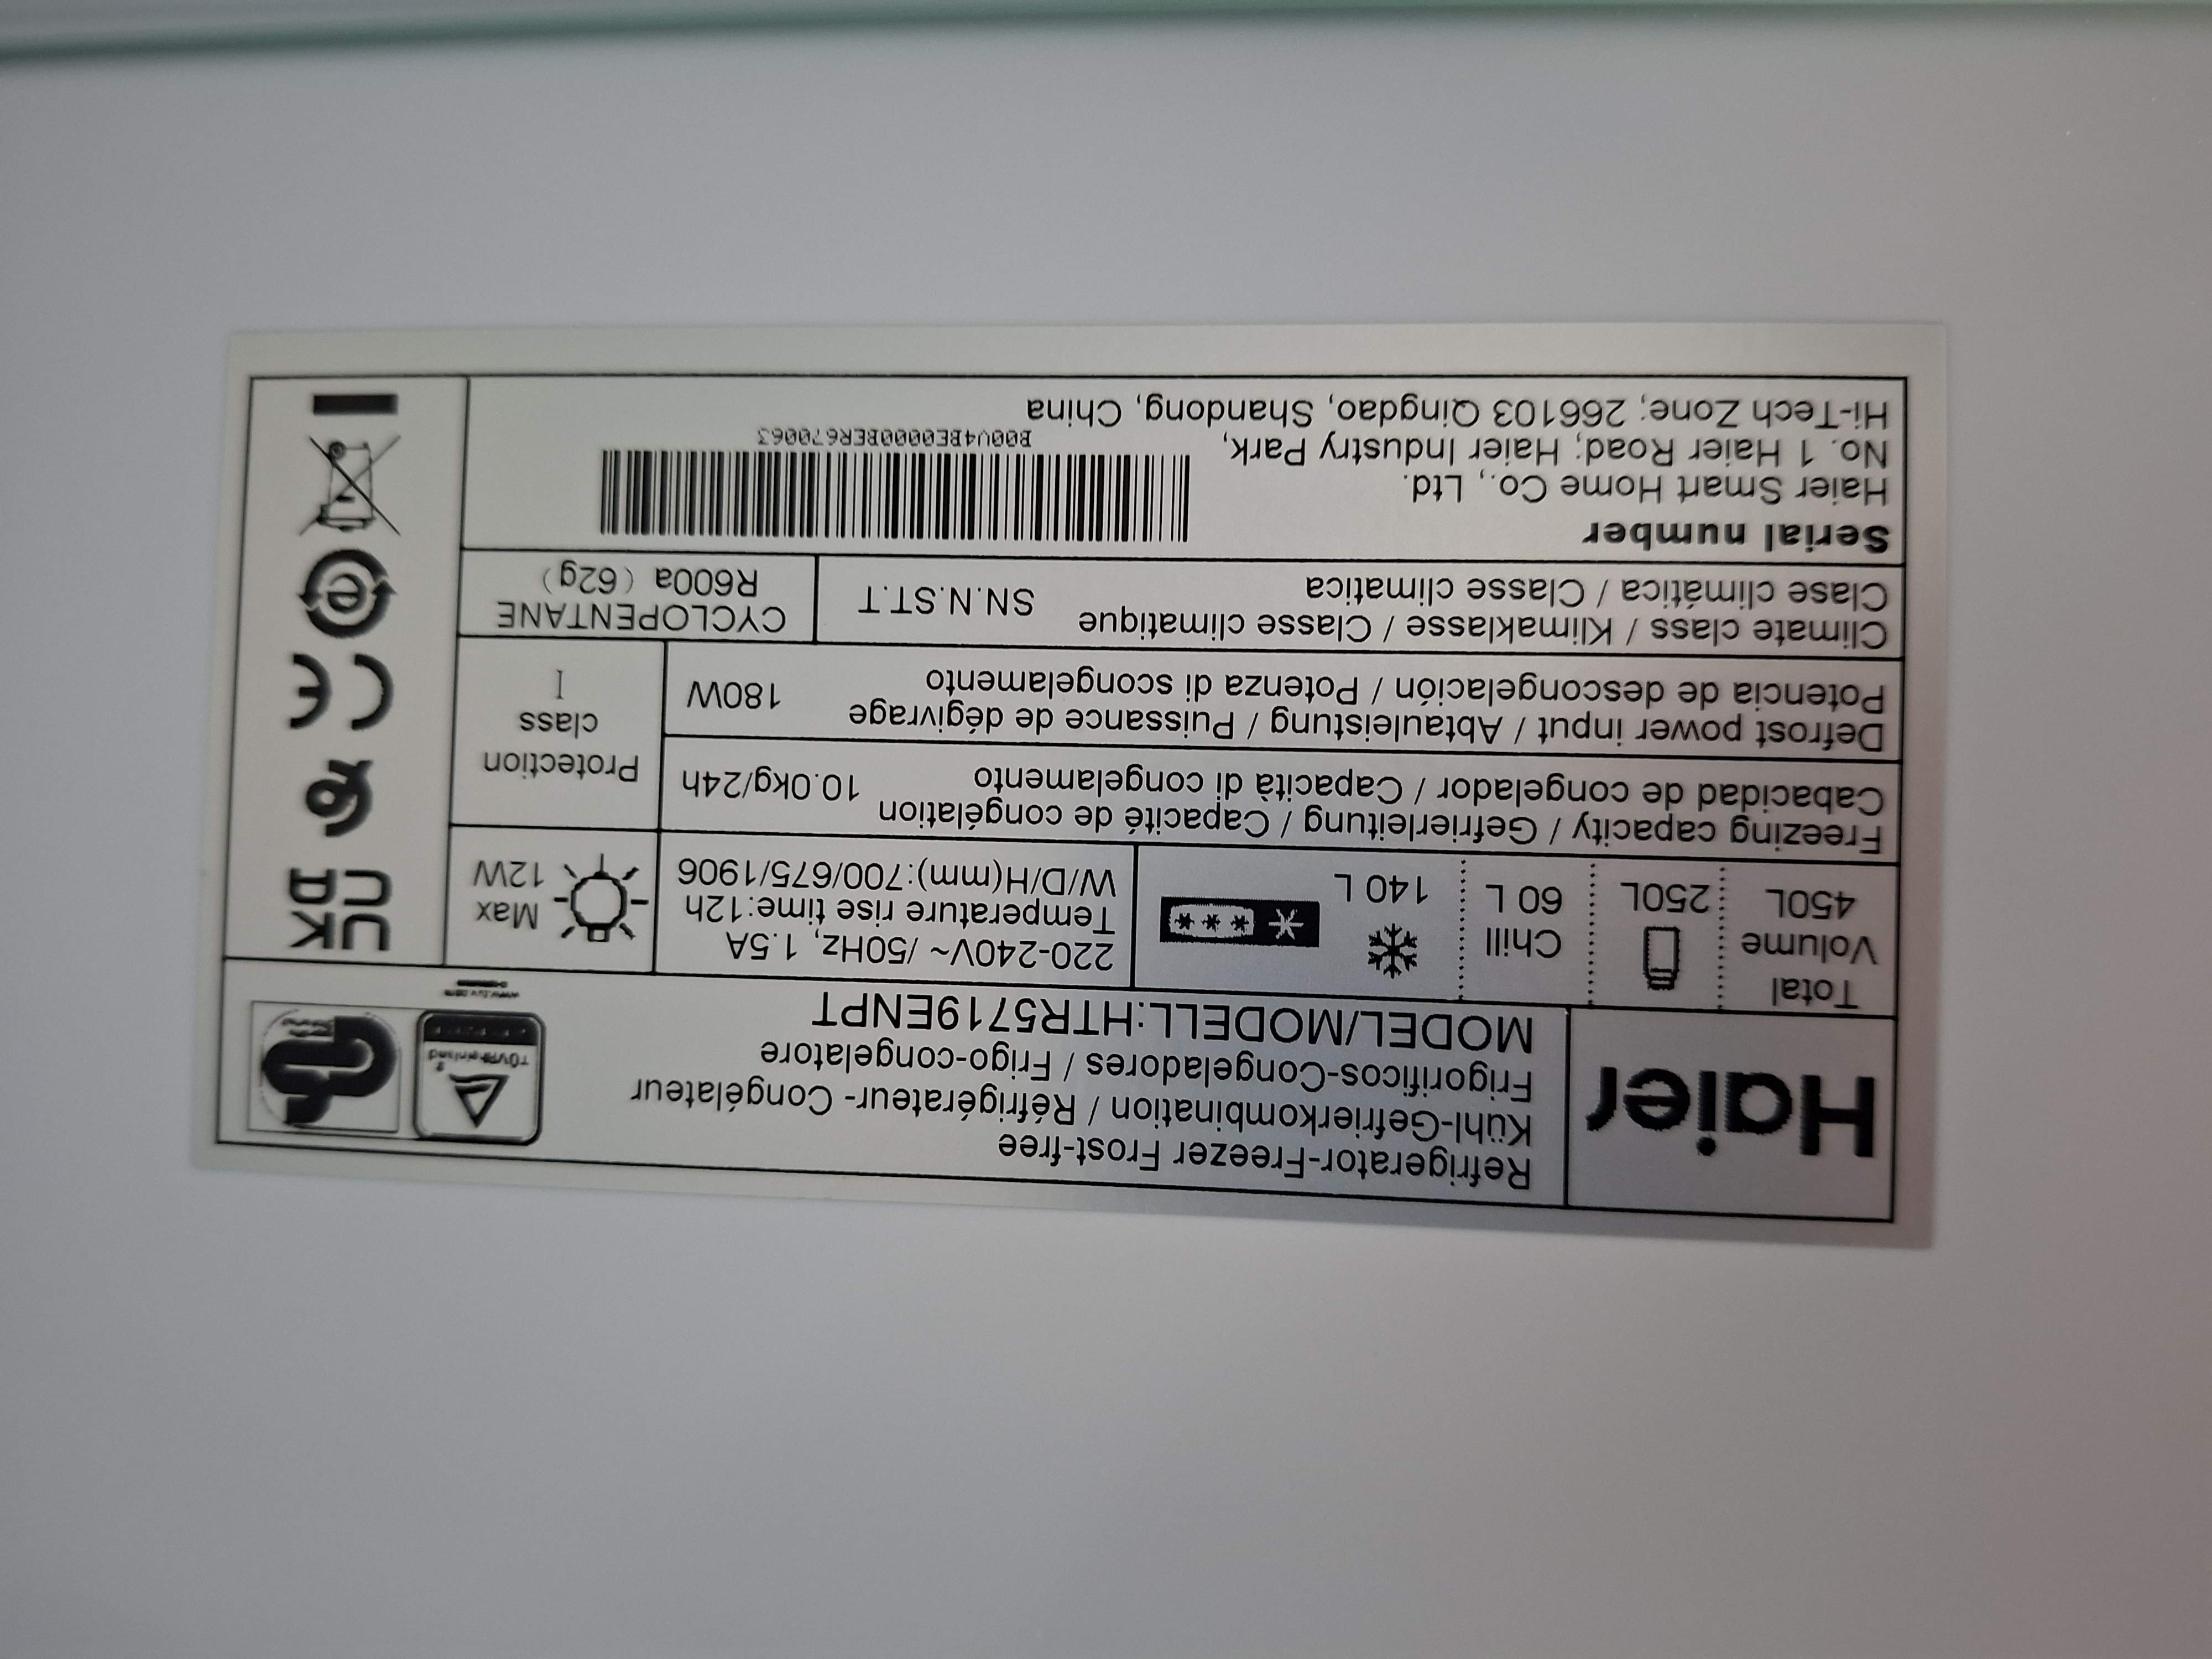 Haier
Refrigerator-Freezer Frost-free
Kühl-Gefrierkombination / Réfrigérateur- Congélateur
Frigoríficos-Congeladores / Frigo-congelatore
MODEL/MODELL:HTR5719ENPT
TÜVRheinland
Total
Volume
450L
250L
Chill
60 L
140 L
220-240V~ /50Hz, 1.5A
Temperature rise time:12h
W/D/H(mm):700/675/1906
Max
12W
UK
CA
Freezing capacity / Gefrierleitung / Capacité de congélation
Cabacidad de congelador / Capacità di congelamento
10.0kg/24h
Defrost power input / Abtauleistung / Puissance de dégivrage
Potencia de descongelación / Potenza di scongelamento
180W
Protection
class
I
Climate class / Klimaklasse / Classe climatique
Clase climática / Classe climatica
SN.N.ST.T
CYCLOPENTANE
R600a (62g)
CE
e
Serial number
Haier Smart Home Co., Ltd.
No. 1 Haier Road; Haier Industry Park,
Hi-Tech Zone; 266103 Qingdao, Shandong, China
B00U4BE0000BER670063